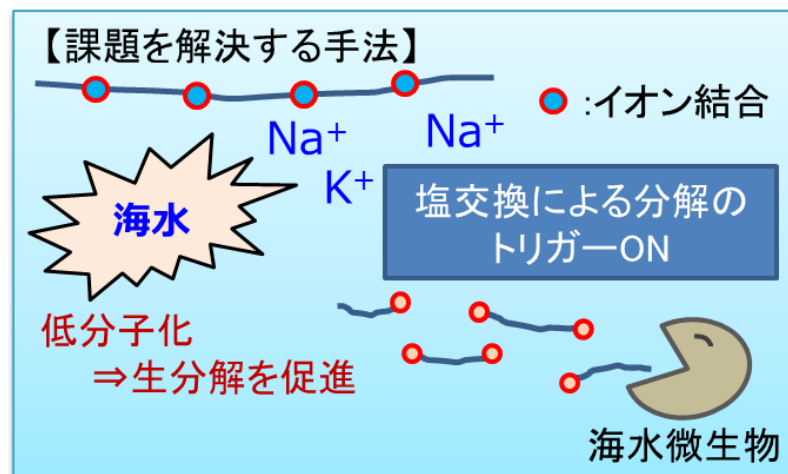 【課題を解決する手法】
:イオン結合
Na⁺
Na⁺
K⁺
海水
塩交換による分解の
トリガーON
低分子化
⇒生分解を促進
海水微生物